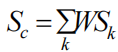 S_c = ∑_k WS_k